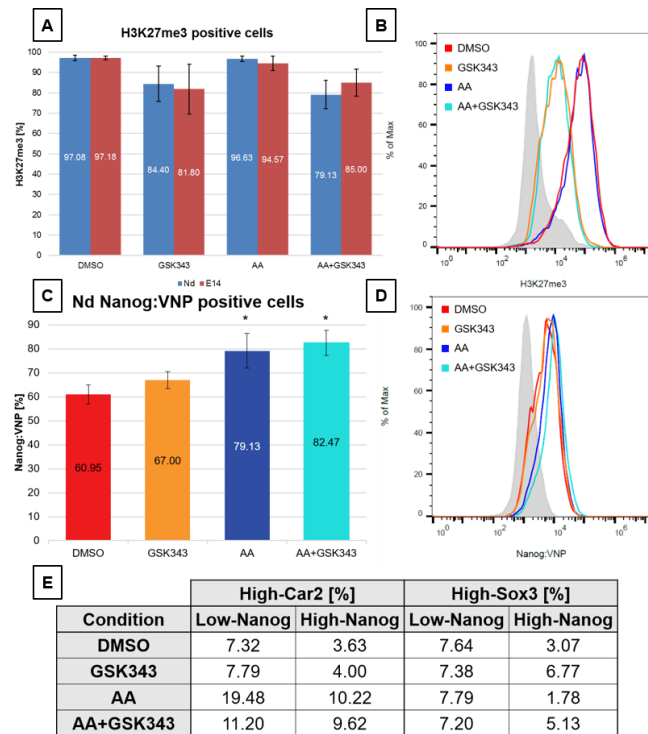 A
H3K27me3 positive cells
H3K27me3 [%]
100
90
80
70
60
50
40
30
20
10
0
97.08
97.18
84.40
81.80
96.63
94.57
79.13
85.00
DMSO
GSK343
AA
AA+GSK343
Nd
E14
B
DMSO
GSK343
AA
AA+GSK343
% of Max
100
80
60
40
20
0
10^0
10^2
10^4
10^6
H3K27me3
C
Nd Nanog:VNP positive cells
Nanog:VNP [%]
90
80
70
60
50
40
30
20
10
0
60.95
67.00
*
79.13
*
82.47
DMSO
GSK343
AA
AA+GSK343
D
DMSO
GSK343
AA
AA+GSK343
% of Max
100
80
60
40
20
0
10^0
10^2
10^4
10^6
Nanog:VNP
E
High-Car2 [%] High-Sox3 [%]
Condition Low-Nanog High-Nanog Low-Nanog High-Nanog
DMSO 7.32 3.63 7.64 3.07
GSK343 7.79 4.00 7.38 6.77
AA 19.48 10.22 7.79 1.78
AA+GSK343 11.20 9.62 7.20 5.13